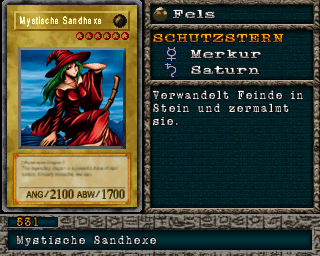 Mystische Sandhexe
ANG/2100 ABW/1700
Fels
SCHUTZSTERN
Merkur
Saturn
Verwandelt Feinde in
Stein und zermalmt
sie.
531
Mystische Sandhexe